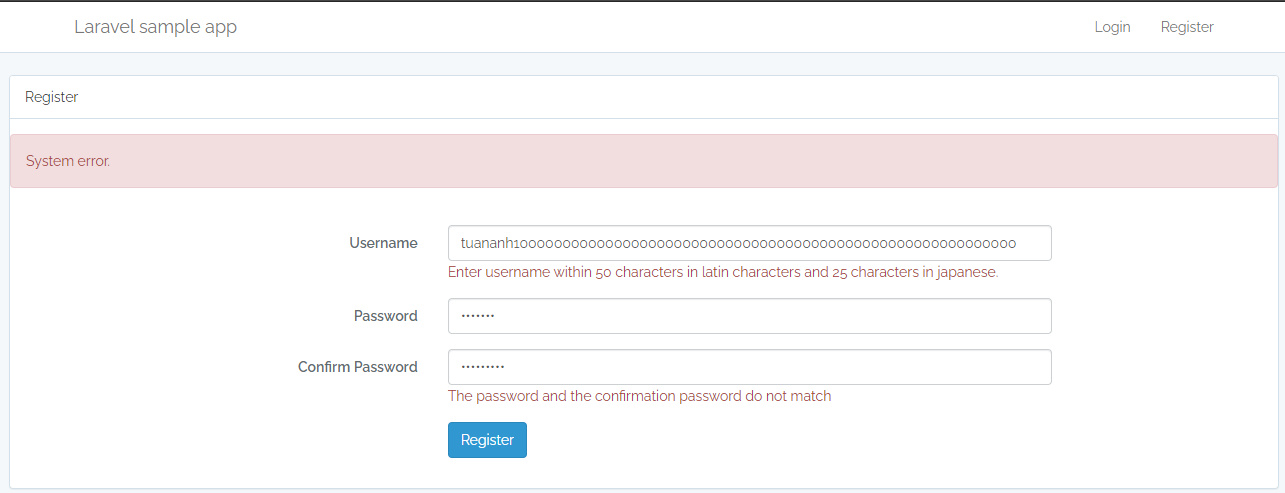 Laravel sample app
Login
Register
Register
System error.
Username
tuananh10000000000000000000000000000000000000000000000000000000000
Enter username within 50 characters in latin characters and 25 characters in japanese.
Password
•••••••
Confirm Password
•••••••••
The password and the confirmation password do not match
Register